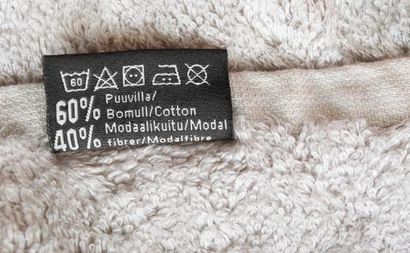 60
60% Puuvilla/
Bomull/Cotton
40% Modaalikuitu/Modal
fibrer/Modalfibre